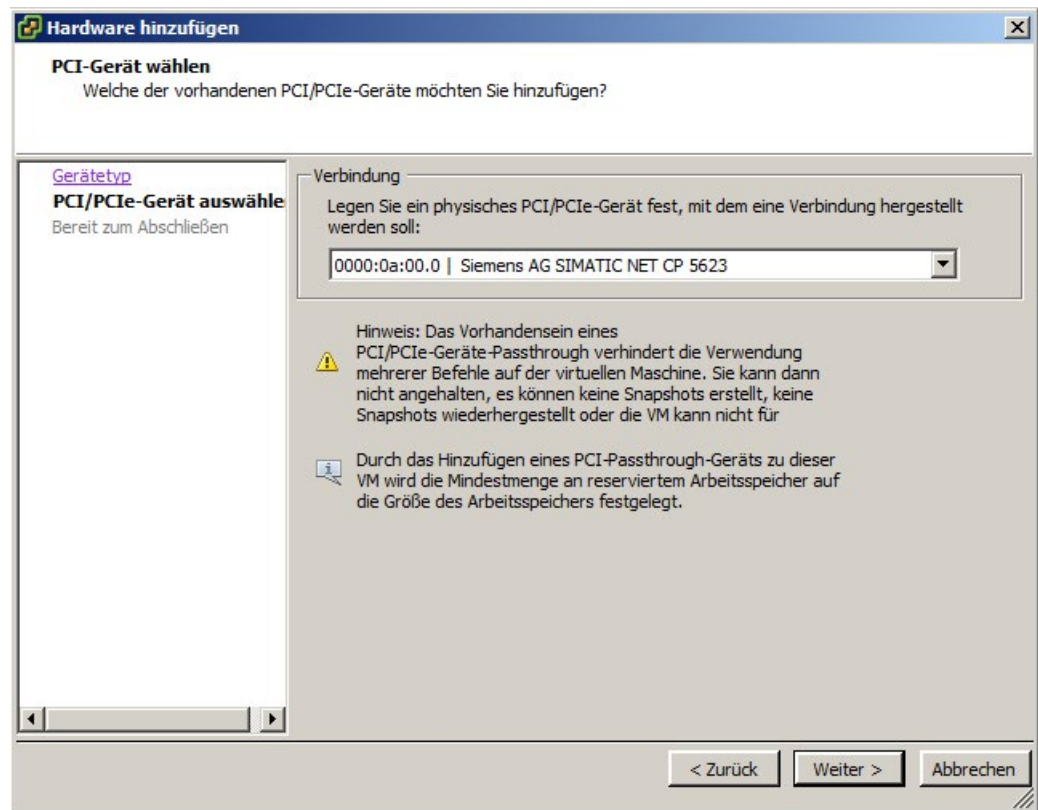 Hardware hinzufügen
PCI-Gerät wählen
Welche der vorhandenen PCI/PCIe-Geräte möchten Sie hinzufügen?
Gerätetyp
PCI/PCIe-Gerät auswähle
Bereit zum Abschließen
Verbindung
Legen Sie ein physisches PCI/PCIe-Gerät fest, mit dem eine Verbindung hergestellt
werden soll:
0000:0a:00.0 | Siemens AG SIMATIC NET CP 5623
Hinweis: Das Vorhandensein eines
PCI/PCIe-Geräte-Passthrough verhindert die Verwendung
mehrerer Befehle auf der virtuellen Maschine. Sie kann dann
nicht angehalten, es können keine Snapshots erstellt, keine
Snapshots wiederhergestellt oder die VM kann nicht für
Durch das Hinzufügen eines PCI-Passthrough-Geräts zu dieser
VM wird die Mindestmenge an reserviertem Arbeitsspeicher auf
die Größe des Arbeitsspeichers festgelegt.
< Zurück
Weiter >
Abbrechen